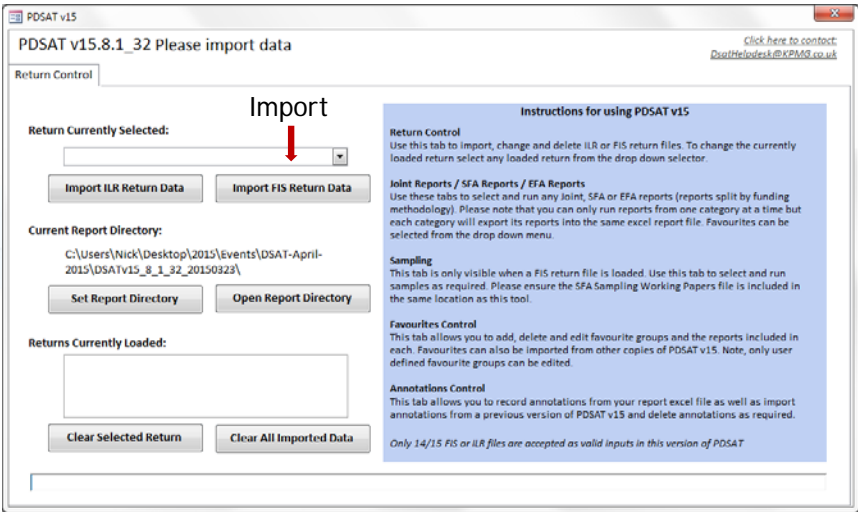 PDSAT v15
PDSAT v15.8.1_32 Please import data
Click here to contact:
DsatHelpdesk@KPMG.co.uk
Return Control
Import
Return Currently Selected:
Import ILR Return Data
Import FIS Return Data
Current Report Directory:
C:\Users\Nick\Desktop\2015\Events\DSAT-April-
2015\DSATv15_8_1_32_20150323\
Set Report Directory
Open Report Directory
Returns Currently Loaded:
Clear Selected Return
Clear All Imported Data
Instructions for using PDSAT v15
Return Control
Use this tab to import, change and delete ILR or FIS return files. To change the currently
loaded return select any loaded return from the drop down selector.
Joint Reports / SFA Reports / EFA Reports
Use these tabs to select and run any Joint, SFA or EFA reports (reports split by funding
methodology). Please note that you can only run reports from one category at a time but
each category will export its reports into the same excel report file. Favourites can be
selected from the drop down menu.
Sampling
This tab is only visible when a FIS return file is loaded. Use this tab to select and run
samples as required. Please ensure the SFA Sampling Working Papers file is included in
the same location as this tool.
Favourites Control
This tab allows you to add, delete and edit favourite groups and the reports included in
each. Favourites can also be imported from other copies of PDSAT v15. Note, only user
defined favourite groups can be edited.
Annotations Control
This tab allows you to record annotations from your report excel file as well as import
annotations from a previous version of PDSAT v15 and delete annotations as required.
Only 14/15 FIS or ILR files are accepted as valid inputs in this version of PDSAT